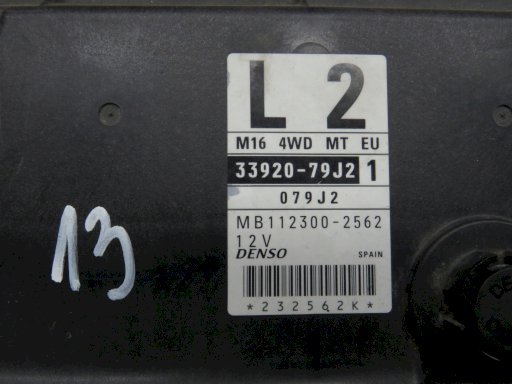 L 2
M16 4WD MT EU
33920-79J2 1
079J2
MB112300-2562
12V
DENSO SPAIN
*232562K*
13